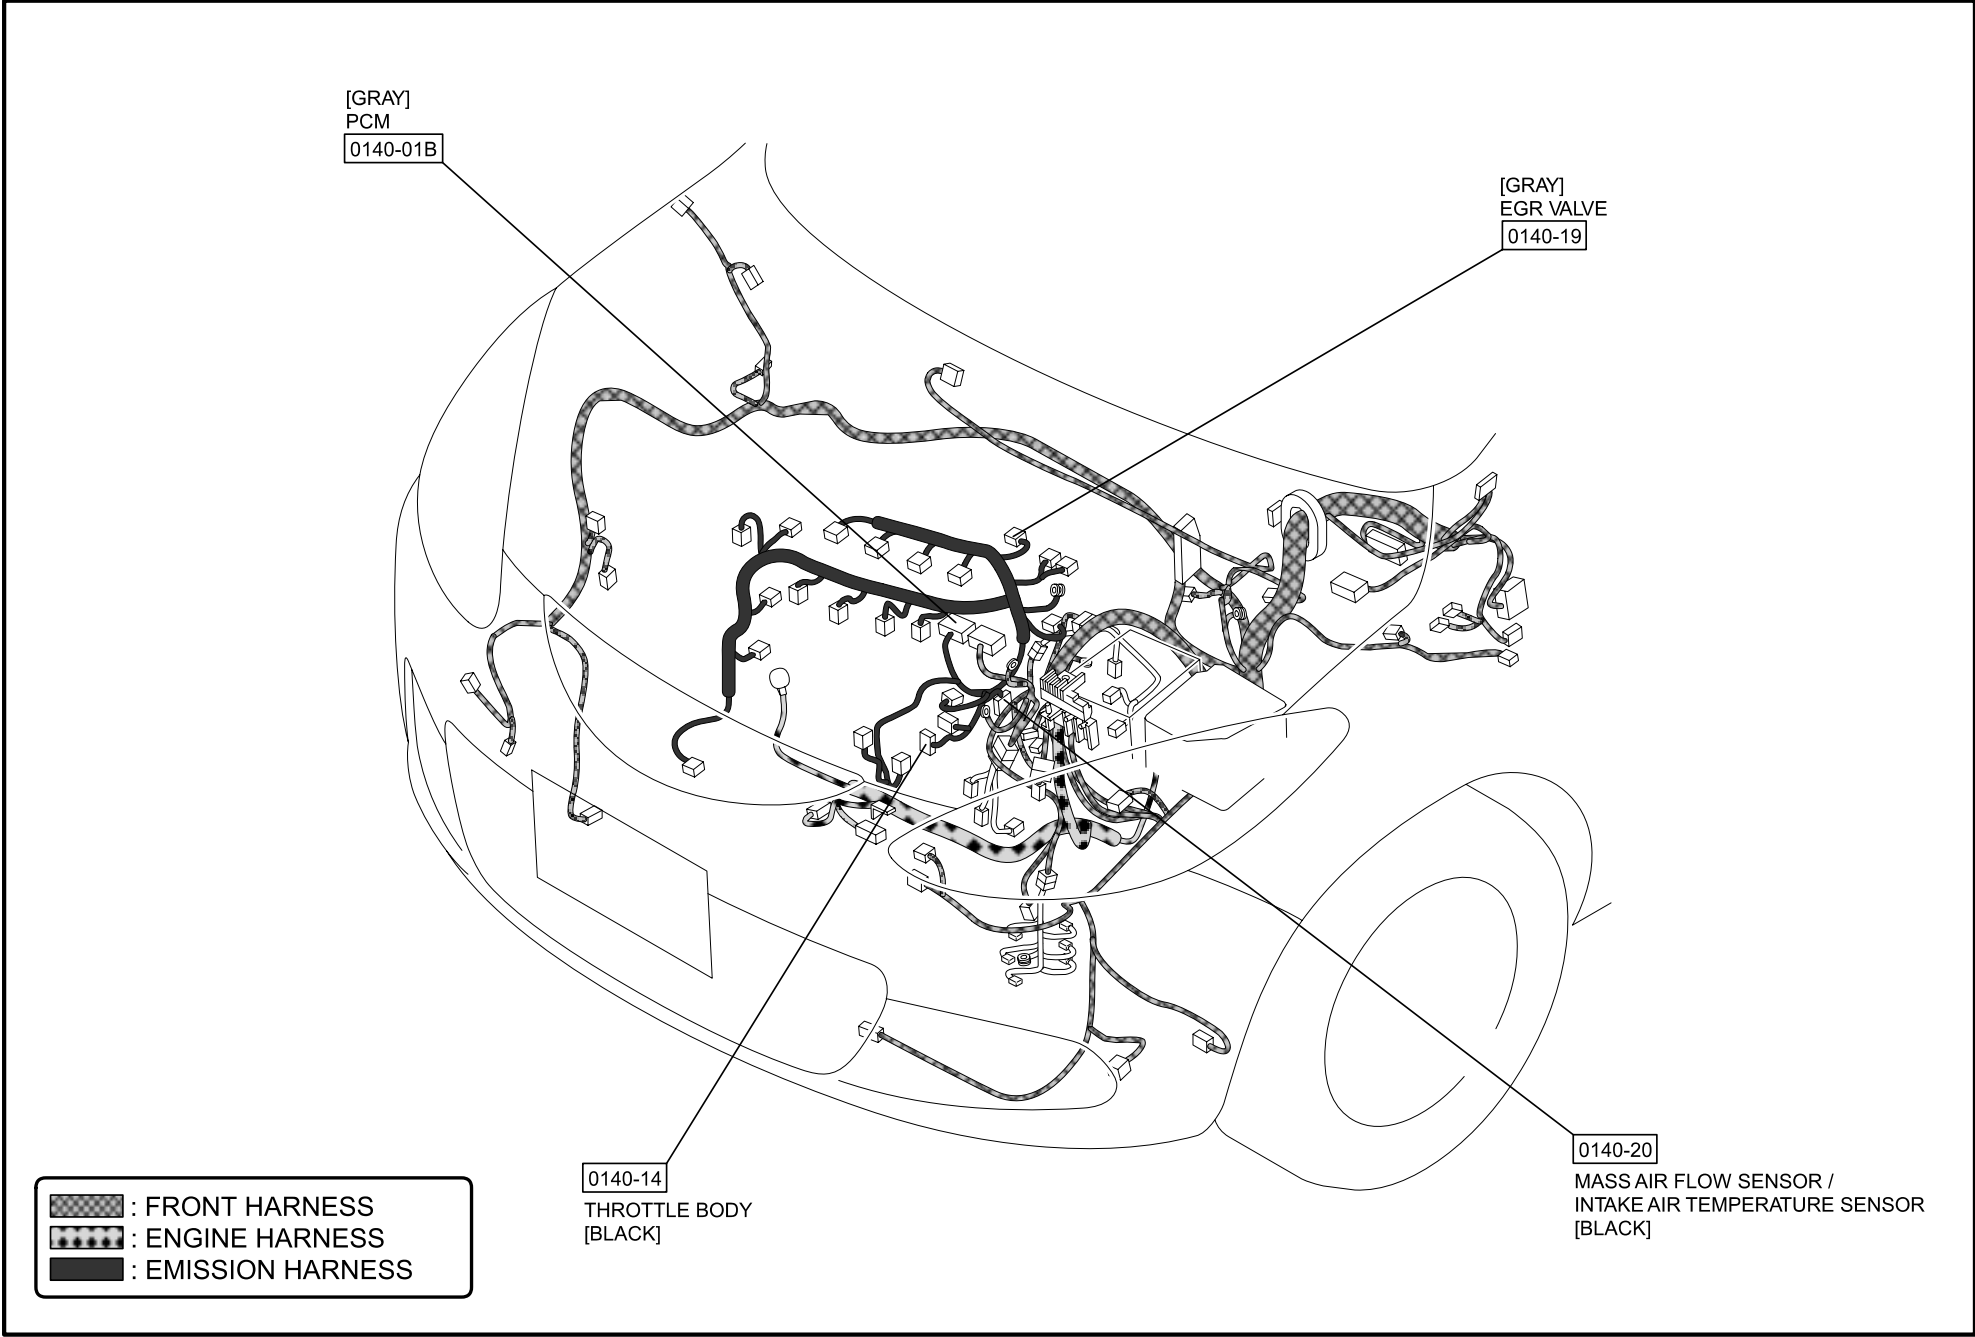 [GRAY]
PCM
0140-01B
[GRAY]
EGR VALVE
0140-19
0140-14
THROTTLE BODY
[BLACK]
0140-20
MASS AIR FLOW SENSOR /
INTAKE AIR TEMPERATURE SENSOR
[BLACK]
: FRONT HARNESS
: ENGINE HARNESS
: EMISSION HARNESS